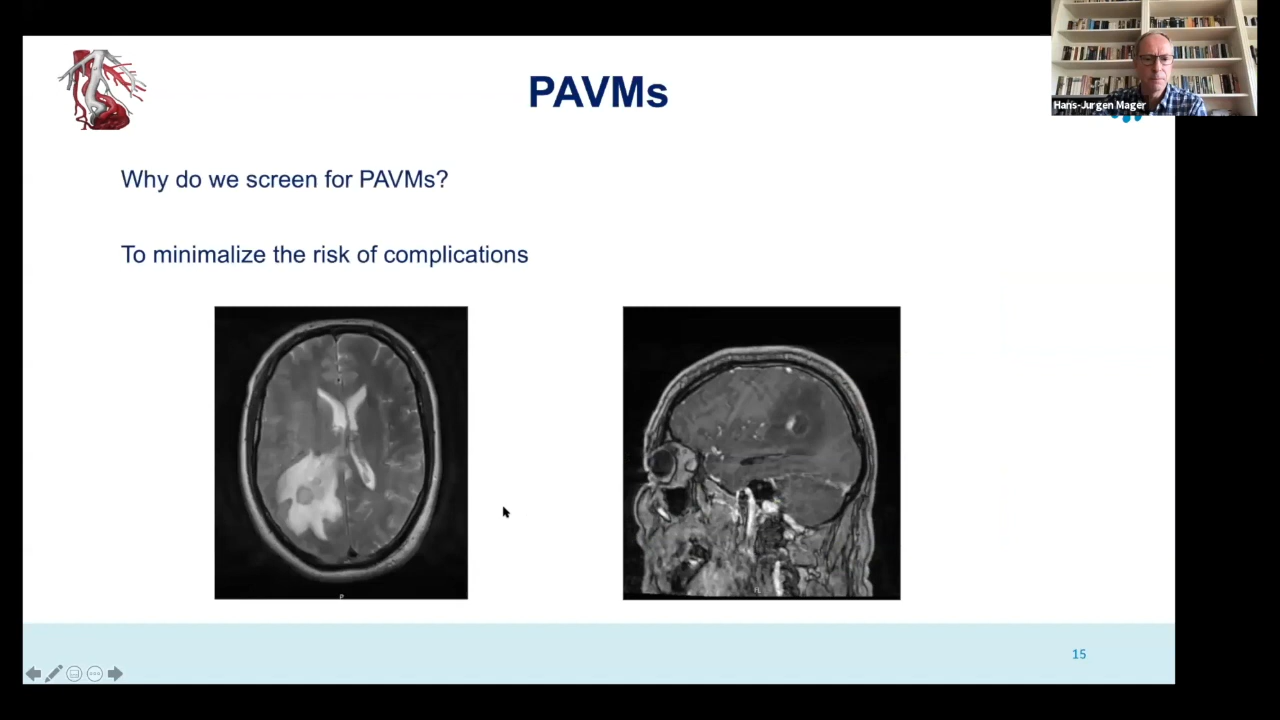 PAVMs
Hans-Jurgen Mager
Why do we screen for PAVMs?
To minimalize the risk of complications
P
15